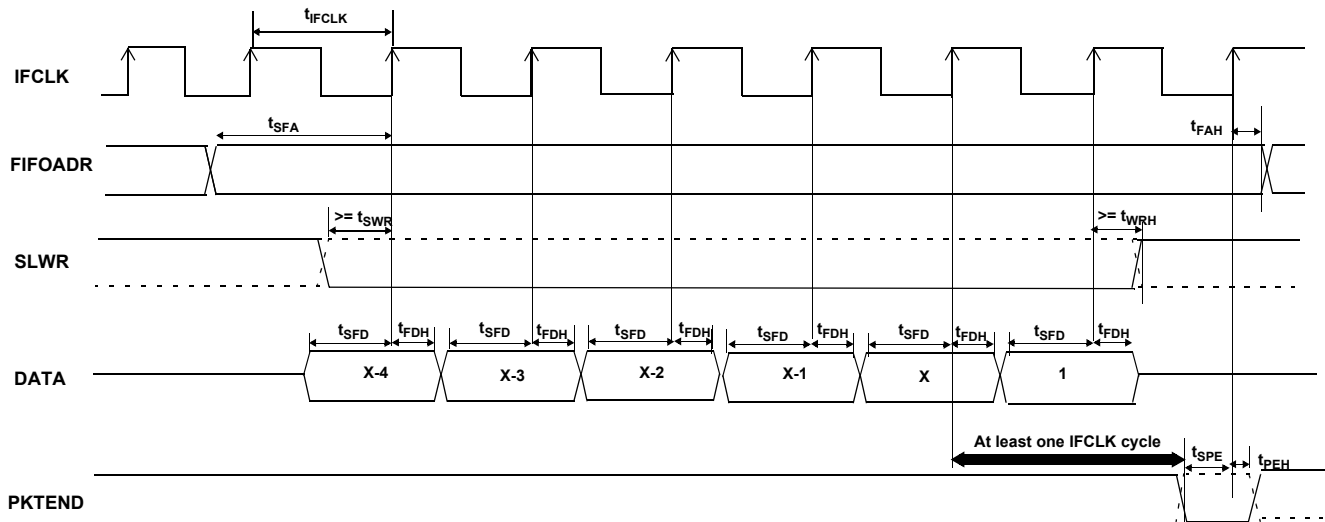 tIFCLK
IFCLK
tSFA
tFAH
FIFOADR
>= tSWR
>= tWRH
SLWR
tSFD tFDH tSFD tFDH tSFD tFDH tSFD tFDH tSFD tFDH tSFD tFDH
DATA X-4 X-3 X-2 X-1 X 1
At least one IFCLK cycle
tSPE
tPEH
PKTEND